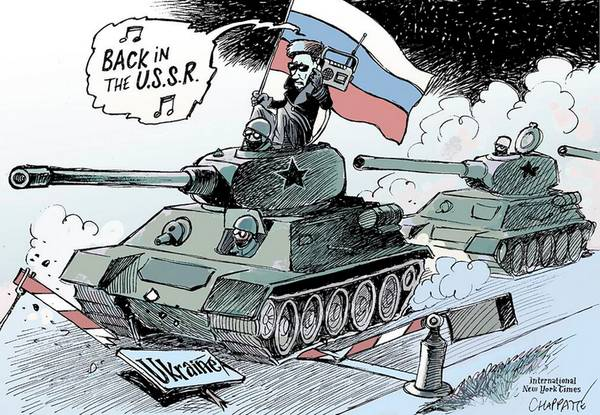 BACK IN
THE U.S.S.R.
Ukraine
International
New York Times
CHAPPATTE